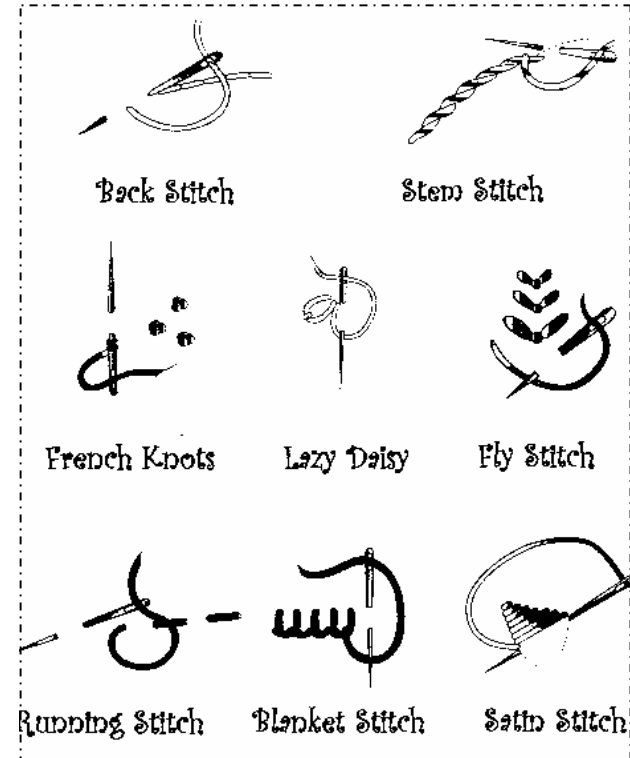 Back Stitch Stem Stitch
French Knots Lazy Daisy Fly Stitch
Running Stitch Blanket Stitch Satin Stitch